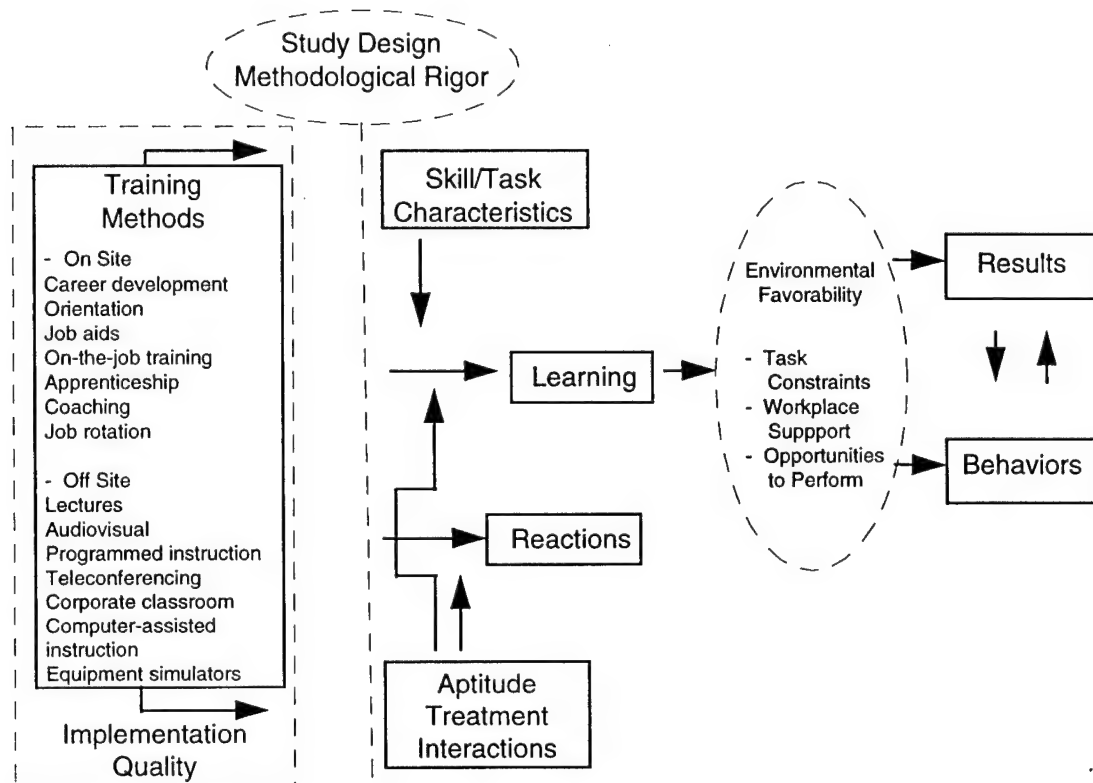 Study Design
Methodological Rigor
Training
Methods
- On Site
Career development
Orientation
Job aids
On-the-job training
Apprenticeship
Coaching
Job rotation
- Off Site
Lectures
Audiovisual
Programmed instruction
Teleconferencing
Corporate classroom
Computer-assisted
instruction
Equipment simulators
Implementation
Quality
Skill/Task
Characteristics
Learning
Reactions
Aptitude
Treatment
Interactions
Environmental
Favorability
- Task
Constraints
- Workplace
Suppport
- Opportunities
to Perform
Results
Behaviors